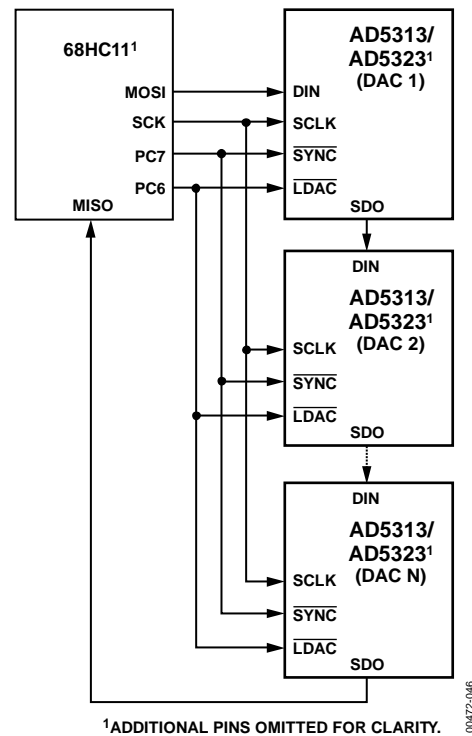 68HC11¹
MOSI
SCK
PC7
PC6
MISO
AD5313/
AD5323¹
(DAC 1)
DIN
SCLK
SYNC
LDAC
SDO
DIN
AD5313/
AD5323¹
(DAC 2)
SCLK
SYNC
LDAC
SDO
DIN
AD5313/
AD5323¹
(DAC N)
SCLK
SYNC
LDAC
SDO
¹ADDITIONAL PINS OMITTED FOR CLARITY.
00472-046